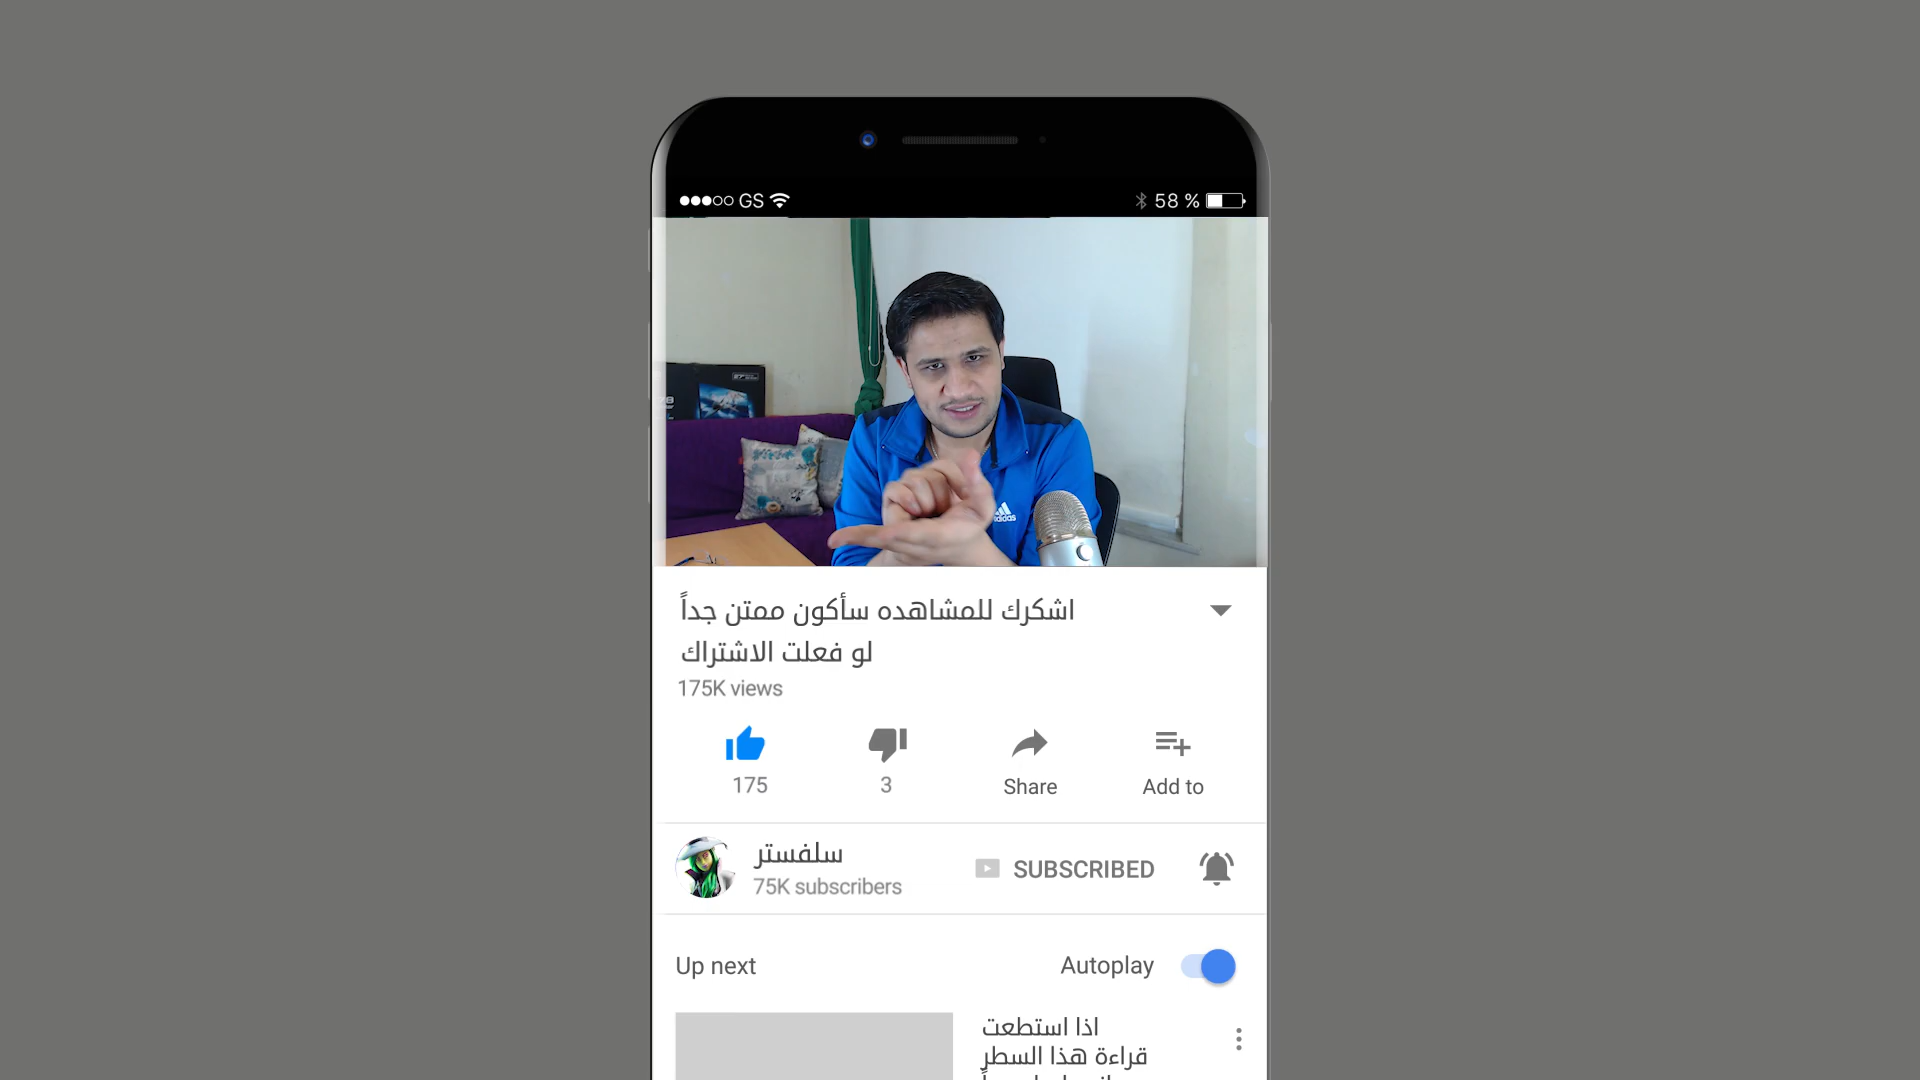 GS
58 %
adidas
اشكرك للمشاهده سأكون ممتن جداً
لو فعلت الاشتراك
175K views
175
3
Share
Add to
سلفستر
75K subscribers
SUBSCRIBED
Up next
Autoplay
اذا استطعت
قراءة هذا السطر